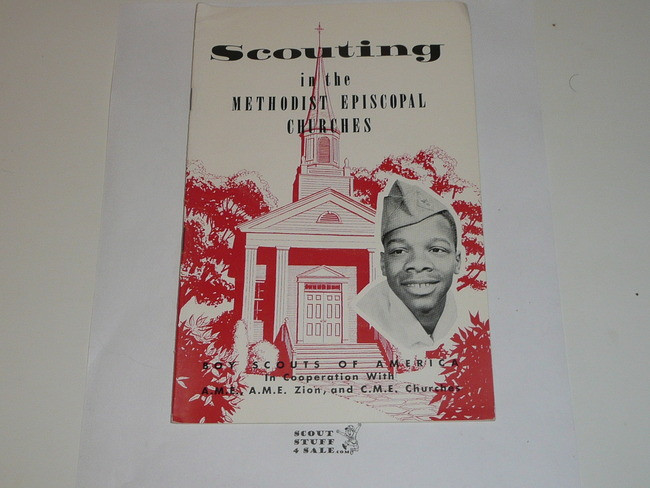 Scouting
in the
METHODIST EPISCOPAL
CHURCHES
BOY SCOUTS OF AMERICA
In Cooperation With
A.M.E. A.M.E. Zion, and C.M.E. Churches
SCOUT
STUFF
4 SALE.com